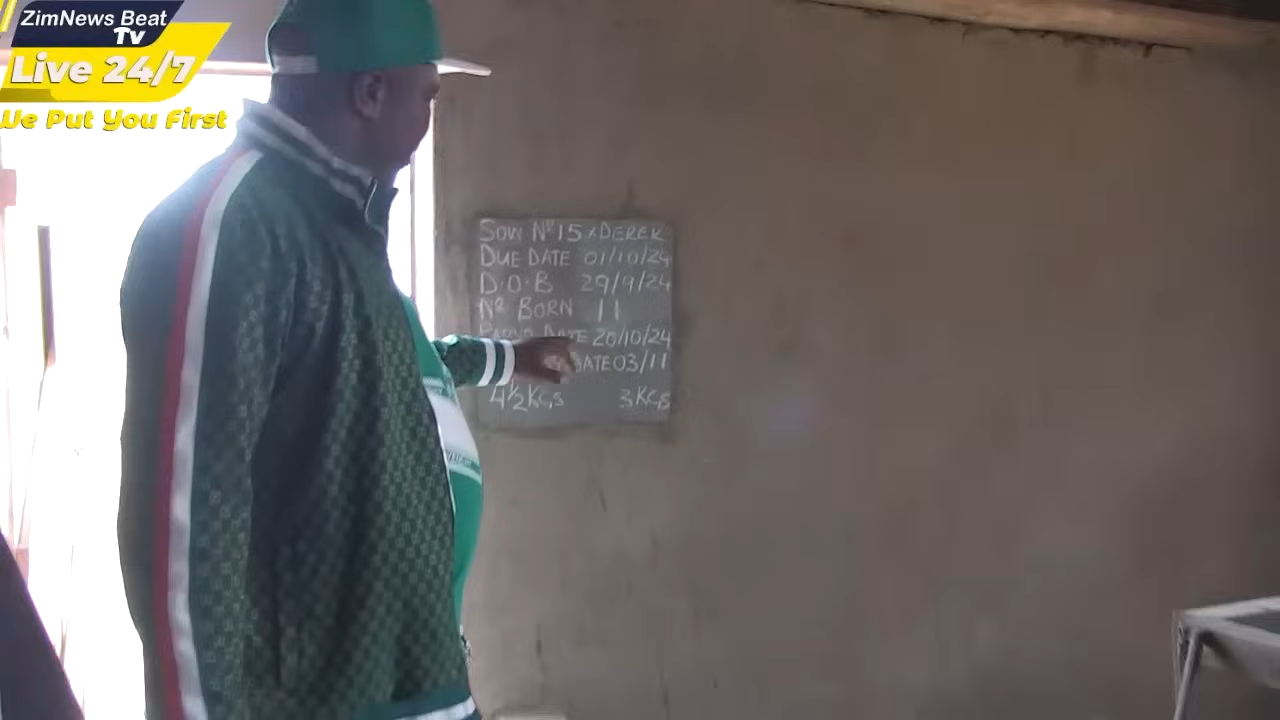 ZimNews Beat
Tv
Live 24/7
We Put You First
SOW Nº15 x DEREK
DUE DATE 01/10/24
D.O.B 29/9/24
Nº BORN 11
PARVO DATE 20/10/24
DATE 03/11
4½KGS 3KGS